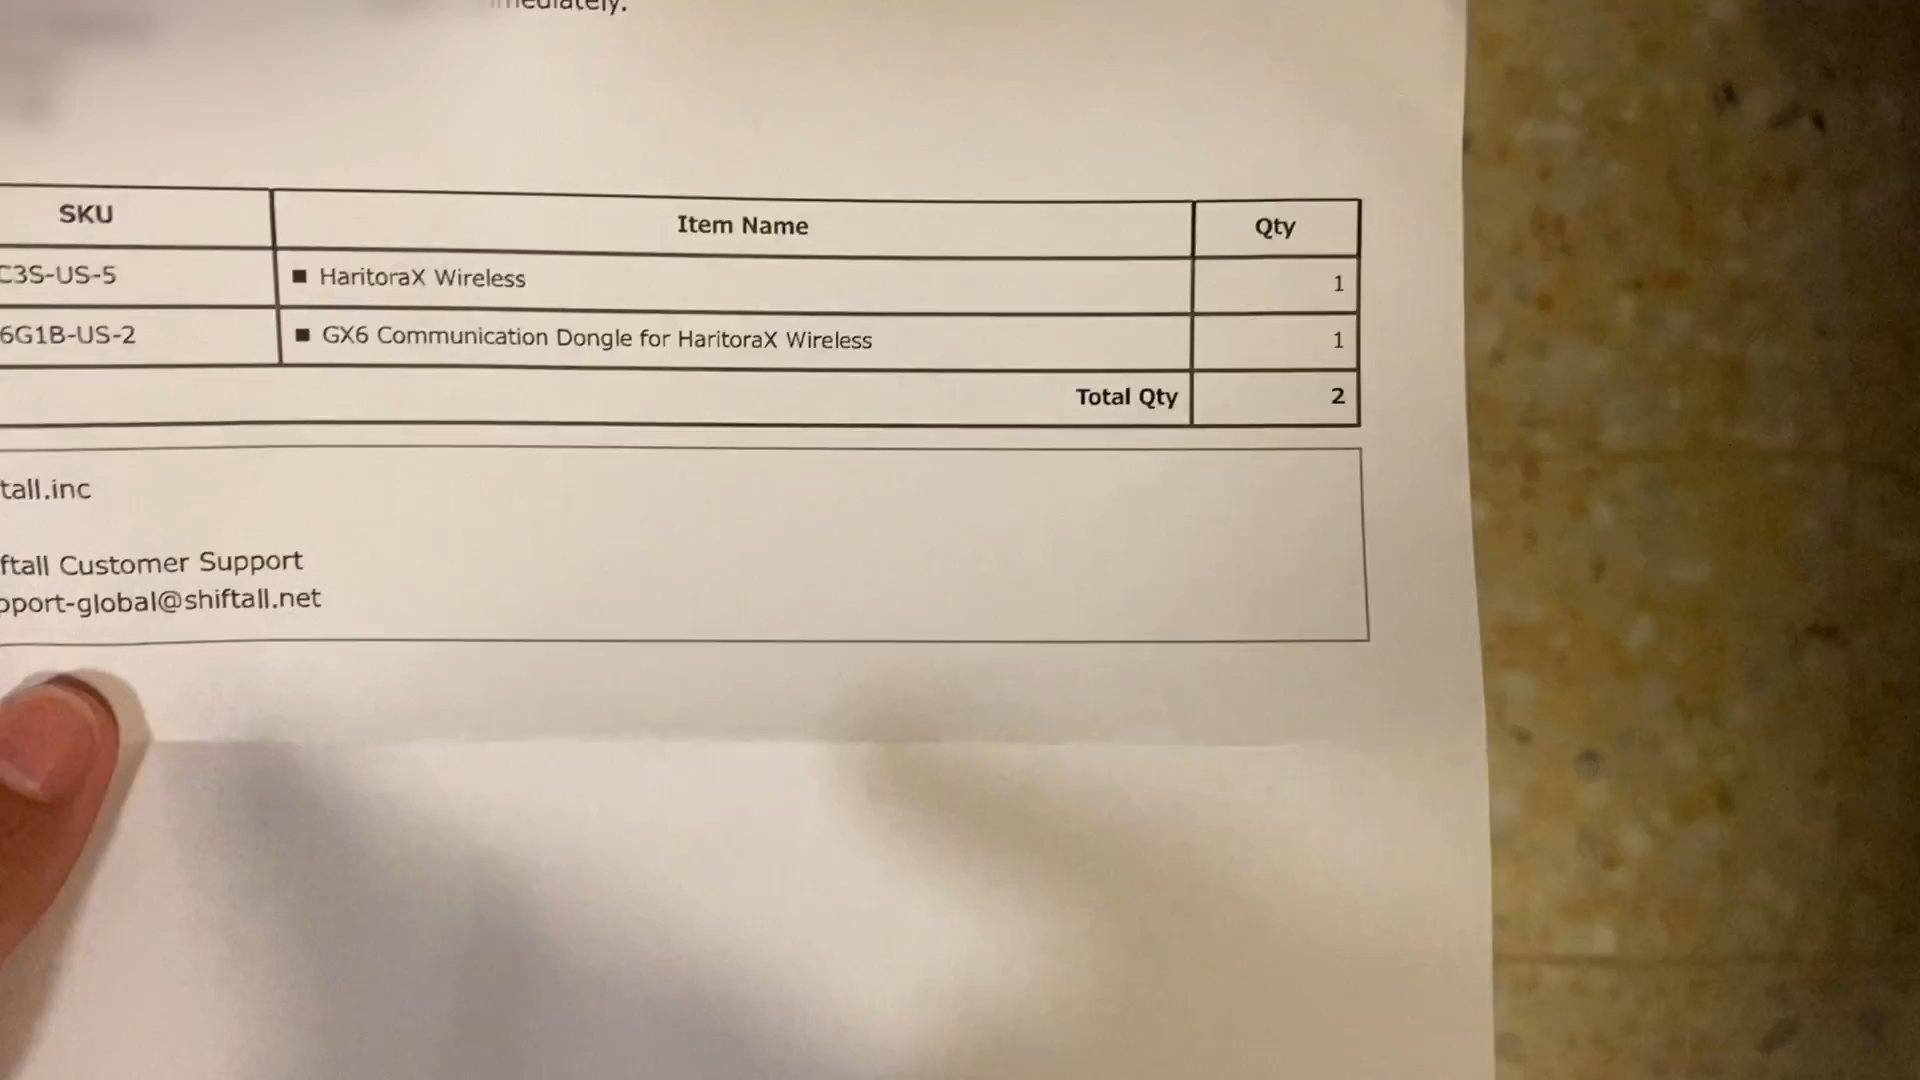 SKU Item Name Qty
C3S-US-5 ■ HaritoraX Wireless 1
6G1B-US-2 ■ GX6 Communication Dongle for HaritoraX Wireless 1
Total Qty 2
tall.inc
ftall Customer Support
pport-global@shiftall.net